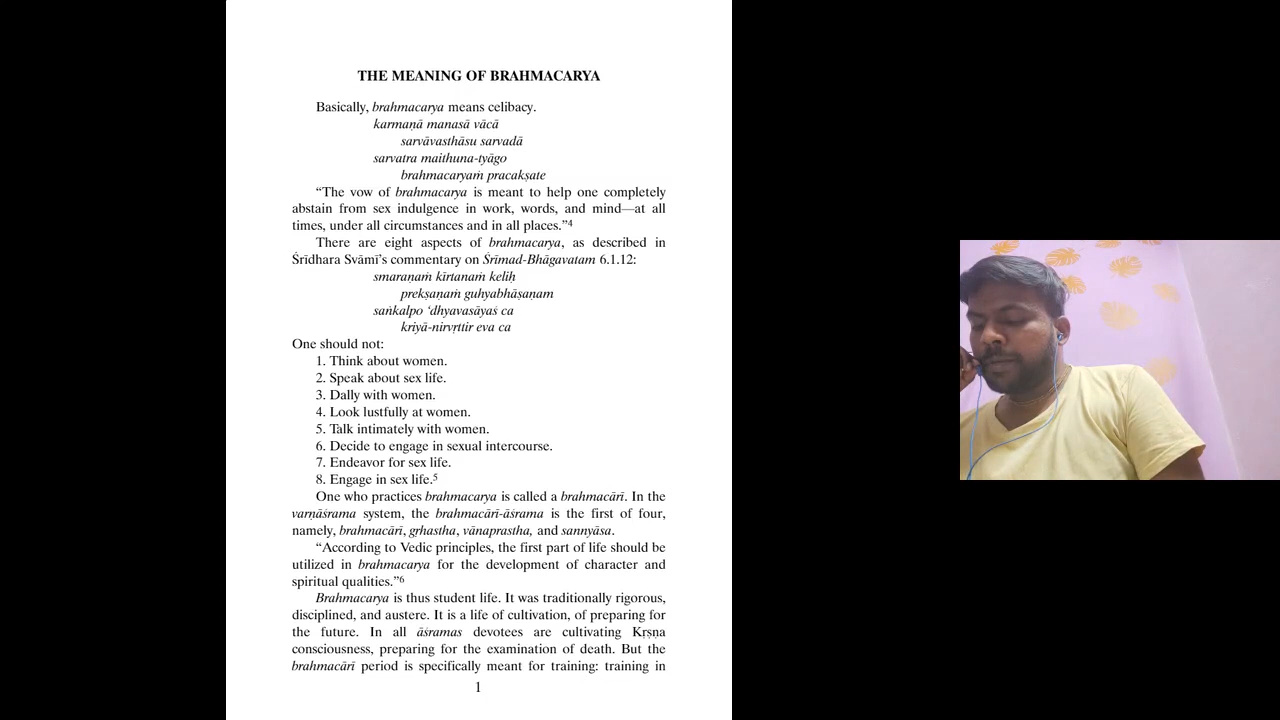 THE MEANING OF BRAHMACARYA
Basically, brahmacarya means celibacy.
karmaṇā manasā vācā
sarvāvasthāsu sarvadā
sarvatra maithuna-tyāgo
brahmacaryaṁ pracakṣate
“The vow of brahmacarya is meant to help one completely
abstain from sex indulgence in work, words, and mind—at all
times, under all circumstances and in all places.”4
There are eight aspects of brahmacarya, as described in
Śrīdhara Svāmī’s commentary on Śrīmad-Bhāgavatam 6.1.12:
smaraṇaṁ kīrtanaṁ keliḥ
prekṣaṇaṁ guhyabhāṣaṇam
saṅkalpo ‘dhyavasāyaś ca
kriyā-nirvṛttir eva ca
One should not:
1. Think about women.
2. Speak about sex life.
3. Dally with women.
4. Look lustfully at women.
5. Talk intimately with women.
6. Decide to engage in sexual intercourse.
7. Endeavor for sex life.
8. Engage in sex life.5
One who practices brahmacarya is called a brahmacārī. In the
varṇāśrama system, the brahmacārī-āśrama is the first of four,
namely, brahmacārī, gṛhastha, vānaprastha, and sannyāsa.
“According to Vedic principles, the first part of life should be
utilized in brahmacarya for the development of character and
spiritual qualities.”6
Brahmacarya is thus student life. It was traditionally rigorous,
disciplined, and austere. It is a life of cultivation, of preparing for
the future. In all āśramas devotees are cultivating Kṛṣṇa
consciousness, preparing for the examination of death. But the
brahmacārī period is specifically meant for training: training in
1